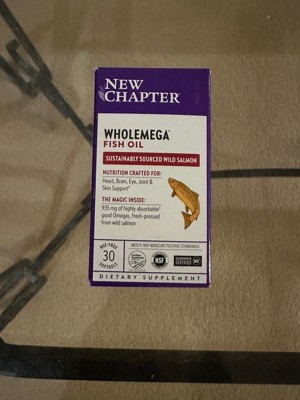 NEW
CHAPTER
WHOLEMEGA
FISH OIL
SUSTAINABLY SOURCED WILD SALMON
NUTRITION CRAFTED FOR:
Heart, Brain, Eye, Joint &
Skin Support*
THE MAGIC INSIDE:
935 mg of highly absorbable
good Omegas, fresh-pressed
from wild salmon
30
SOFTGELS
MEETS NSF MERCURY TESTING STANDARDS
NSF
DIETARY SUPPLEMENT